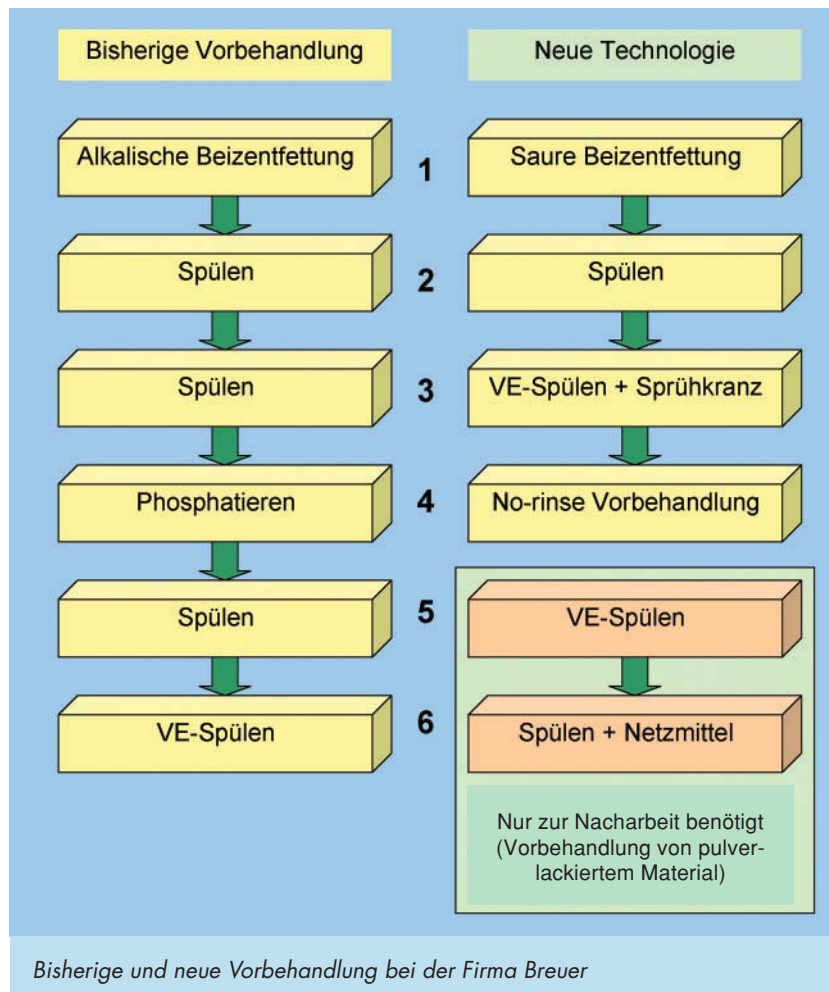 Bisherige Vorbehandlung
Neue Technologie
Alkalische Beizentfettung
1
Saure Beizentfettung
Spülen
2
Spülen
Spülen
3
VE-Spülen + Sprühkranz
Phosphatieren
4
No-rinse Vorbehandlung
Spülen
5
VE-Spülen
VE-Spülen
6
Spülen + Netzmittel
Nur zur Nacharbeit benötigt
(Vorbehandlung von pulver-
lackiertem Material)
Bisherige und neue Vorbehandlung bei der Firma Breuer